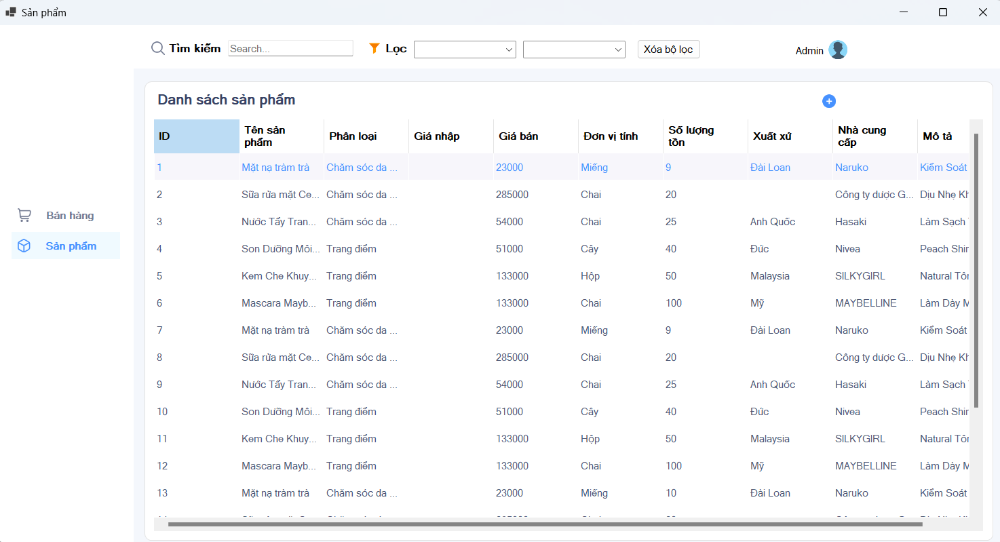 Sản phẩm
Tìm kiếm Search... Lọc Xóa bộ lọc Admin
Bán hàng
Sản phẩm
Danh sách sản phẩm
ID Tên sản phẩm Phân loại Giá nhập Giá bán Đơn vị tính Số lượng tồn Xuất xứ Nhà cung cấp Mô tả
1 Mặt nạ tràm trà Chăm sóc da ... 23000 Miếng 9 Đài Loan Naruko Kiểm Soát
2 Sữa rửa mặt Ce... Chăm sóc da ... 285000 Chai 20 Công ty dược G... Dịu Nhẹ Kh
3 Nước Tẩy Tran... Chăm sóc da ... 54000 Chai 25 Anh Quốc Hasaki Làm Sạch
4 Son Dưỡng Môi... Trang điểm 51000 Cây 40 Đức Nivea Peach Shin
5 Kem Che Khuy... Trang điểm 133000 Hộp 50 Malaysia SILKYGIRL Natural Tôn
6 Mascara Mayb... Trang điểm 133000 Chai 100 Mỹ MAYBELLINE Làm Dày M
7 Mặt nạ tràm trà Chăm sóc da ... 23000 Miếng 9 Đài Loan Naruko Kiểm Soát
8 Sữa rửa mặt Ce... Chăm sóc da ... 285000 Chai 20 Công ty dược G... Dịu Nhẹ Kh
9 Nước Tẩy Tran... Chăm sóc da ... 54000 Chai 25 Anh Quốc Hasaki Làm Sạch
10 Son Dưỡng Môi... Trang điểm 51000 Cây 40 Đức Nivea Peach Shin
11 Kem Che Khuy... Trang điểm 133000 Hộp 50 Malaysia SILKYGIRL Natural Tôn
12 Mascara Mayb... Trang điểm 133000 Chai 100 Mỹ MAYBELLINE Làm Dày M
13 Mặt nạ tràm trà Chăm sóc da ... 23000 Miếng 10 Đài Loan Naruko Kiểm Soát